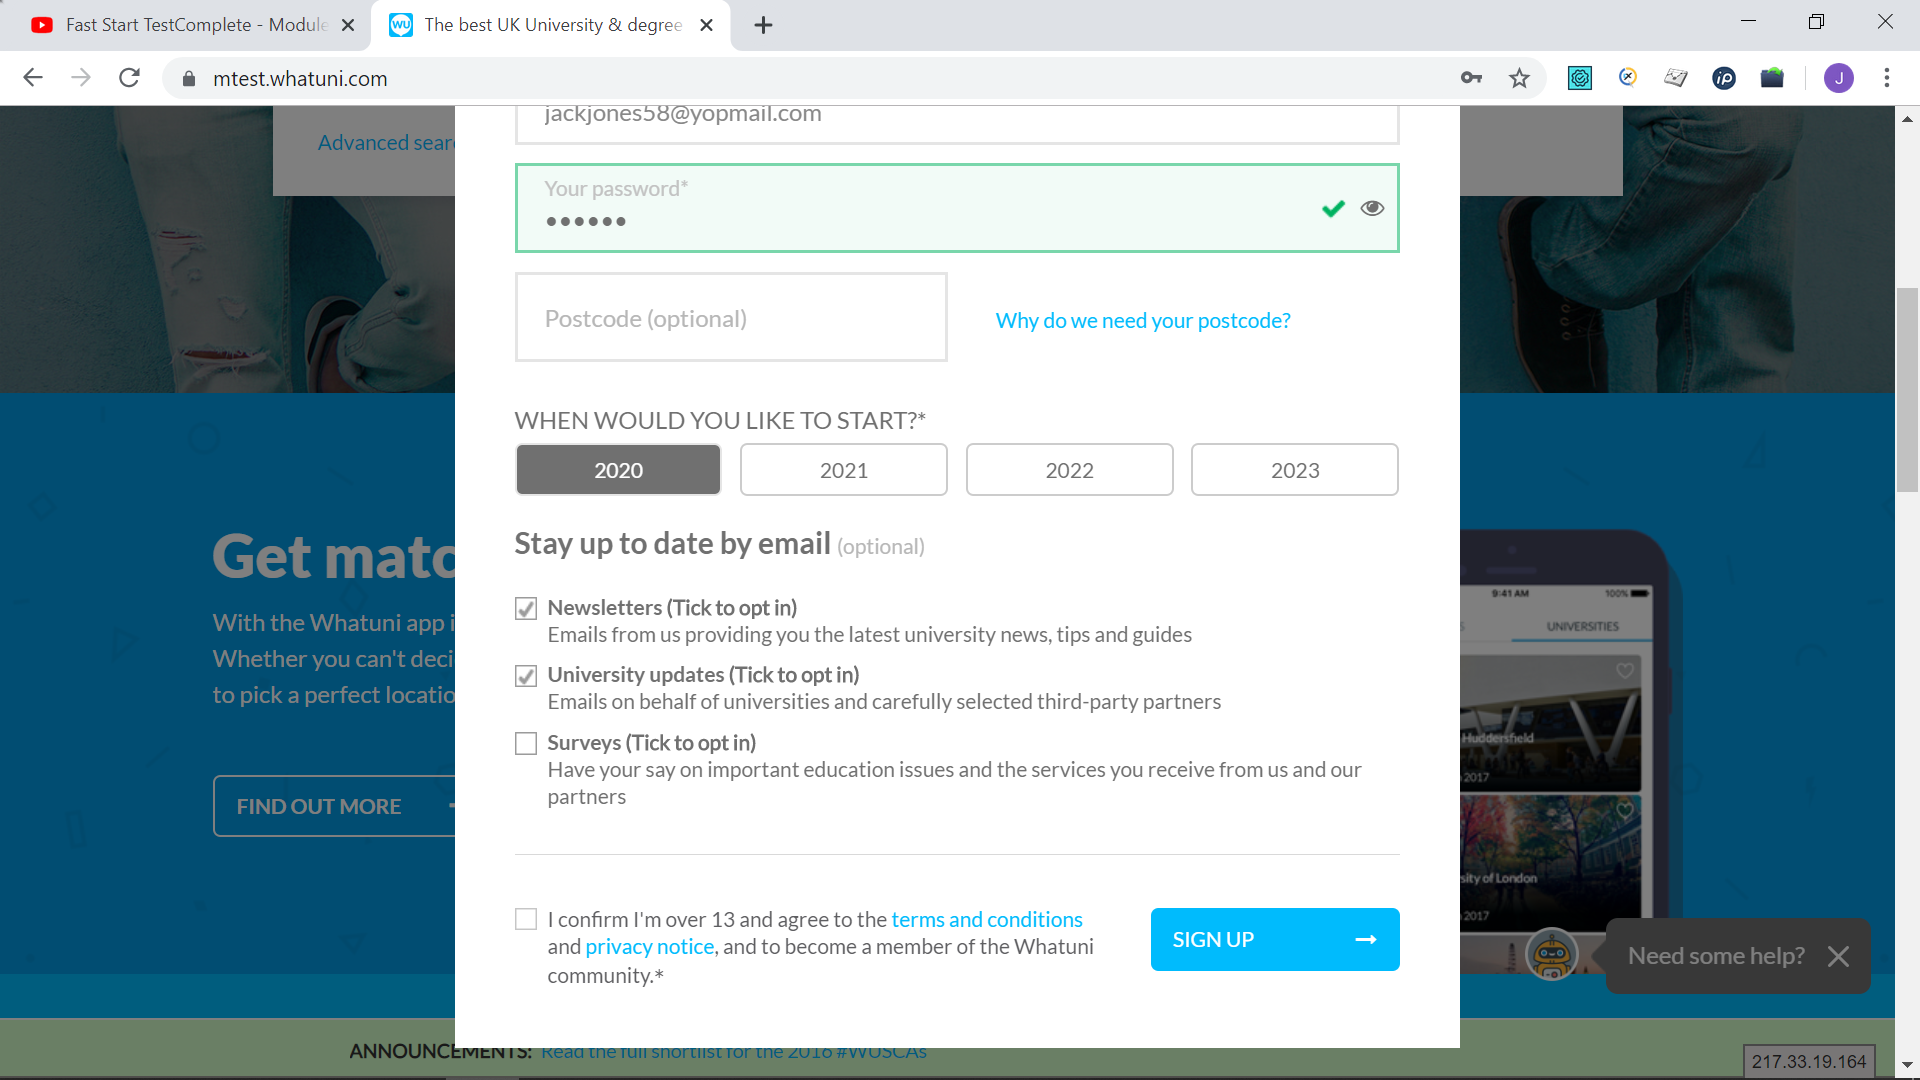 Fast Start TestComplete - Module
The best UK University & degree
mtest.whatuni.com
J
jackjones58@yopmail.com
Advanced sear
Your password*
Postcode (optional)
Why do we need your postcode?
WHEN WOULD YOU LIKE TO START?*
2020
2021
2022
2023
Stay up to date by email (optional)
Get matc
With the Whatuni app i
Whether you can't deci
to pick a perfect locatio
FIND OUT MORE
Newsletters (Tick to opt in)
Emails from us providing you the latest university news, tips and guides
University updates (Tick to opt in)
Emails on behalf of universities and carefully selected third-party partners
Surveys (Tick to opt in)
Have your say on important education issues and the services you receive from us and our
partners
9:41 AM
100%
UNIVERSITIES
Huddersfield
2017
sity of London
2017
I confirm I'm over 13 and agree to the terms and conditions
and privacy notice, and to become a member of the Whatuni
community.*
SIGN UP
Need some help?
ANNOUNCEMENTS: Read the full shortlist for the 2016 #WUSCAs
217.33.19.164